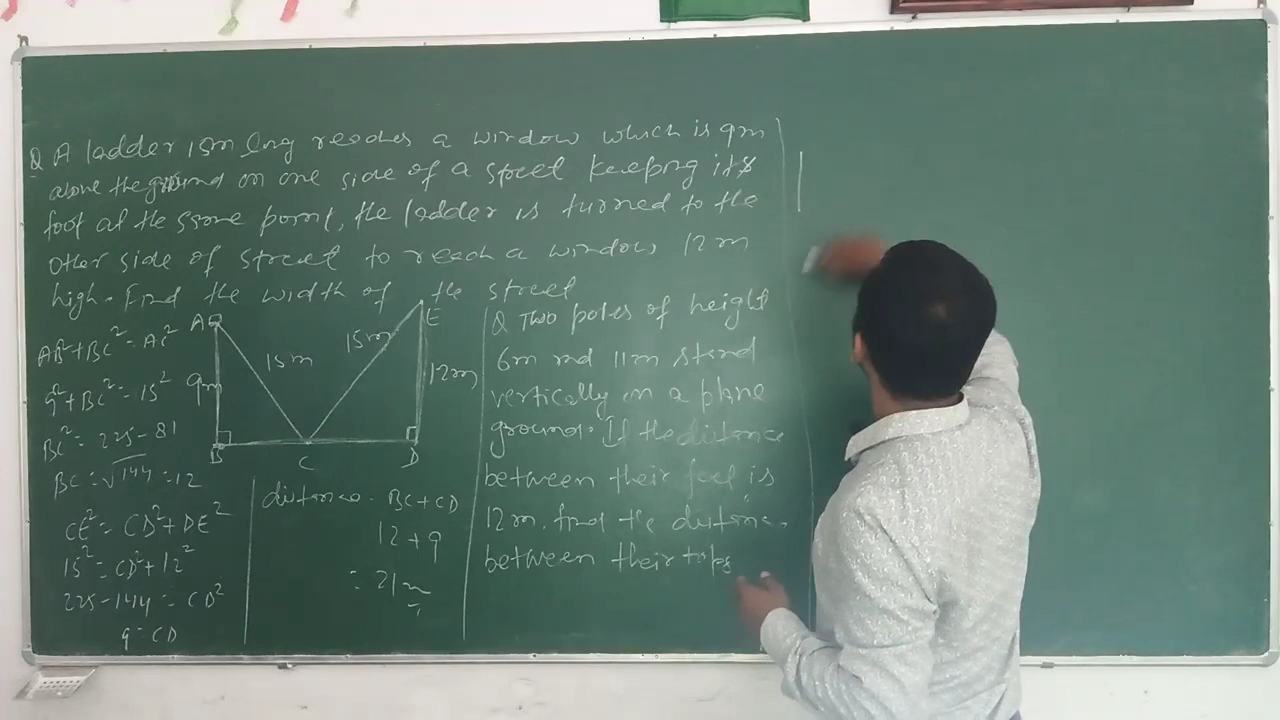 Q A ladder 15m long reaches a window which is 9m
above the ground on one side of a street keeping its
foot at the same point, the ladder is turned to the
other side of street to reach a window 12m
high. Find the width of the street
A
E
15m
15m
9m
12m
B
C
D
AB²+BC²=AC²
9²+BC²=15²
BC²=225-81
BC=√144=12
CE²=CD²+DE²
15²=CD²+12²
225-144=CD²
9=CD
distance - BC+CD
12+9
=21m
Q Two poles of height
6m nd 11m stand
vertically on a plane
ground. If the distance
between their feet is
12m. find the distance
between their tops